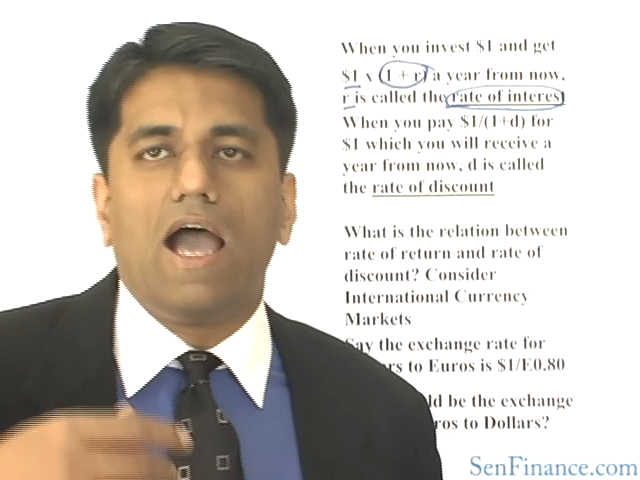 When you invest $1 and get
$1 x (1 + r) a year from now,
r is called the rate of interest
When you pay $1/(1+d) for
$1 which you will receive a
year from now, d is called
the rate of discount
What is the relation between
rate of return and rate of
discount? Consider
International Currency
Markets
Say the exchange rate for
rs to Euros is $1/E0.80
ld be the exchange
ros to Dollars?
SenFinance.com